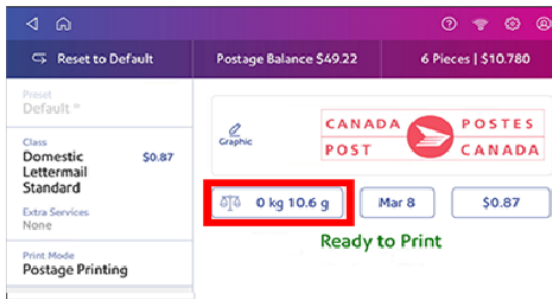 Reset to Default
Postage Balance $49.22
6 Pieces | $10.780
Preset
Default *
Class
Domestic Lettermail Standard
$0.87
Extra Services
None
Print Mode
Postage Printing
Graphic
CANADA POST
POSTES CANADA
0 kg 10.6 g
Mar 8
$0.87
Ready to Print